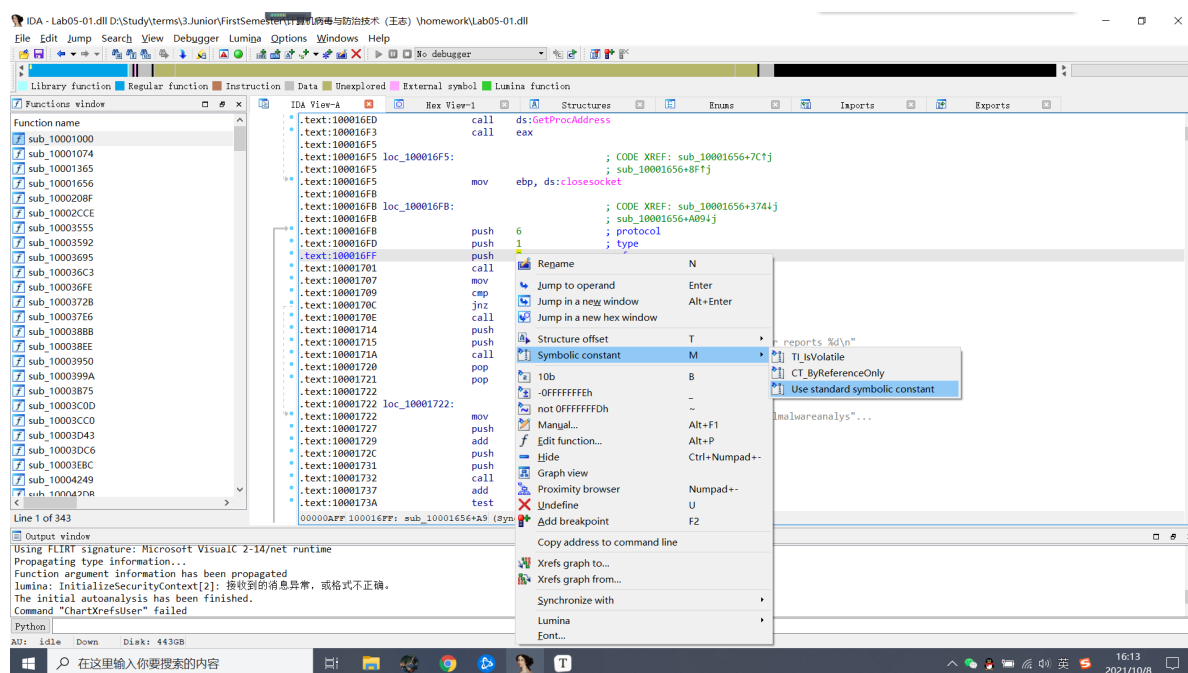 IDA - Lab05-01.dll D:\Study\terms\3.Junior\FirstSemester\计算机病毒与防治技术（王志）\homework\Lab05-01.dll
File Edit Jump Search View Debugger Lumina Options Windows Help
No debugger
Library function Regular function Instruction Data Unexplored External symbol Lumina function
Functions window
IDA View-A Hex View-1 Structures Enums Imports Exports
Function name
sub_10001000
sub_10001074
sub_10001365
sub_10001656
sub_1000208F
sub_10002CCE
sub_10003555
sub_10003592
sub_10003695
sub_100036C3
sub_100036FE
sub_1000372B
sub_100037E6
sub_100038BB
sub_100038EE
sub_10003950
sub_1000399A
sub_10003B75
sub_10003C0D
sub_10003CC0
sub_10003D43
sub_10003DC6
sub_10003EBC
sub_10004249
sub_100042DB
Line 1 of 343
.text:100016ED call ds:GetProcAddress
.text:100016F3 call eax
.text:100016F5
.text:100016F5 loc_100016F5: ; CODE XREF: sub_10001656+7C↑j
.text:100016F5 ; sub_10001656+8F↑j
.text:100016F5 mov ebp, ds:closesocket
.text:100016FB
.text:100016FB loc_100016FB: ; CODE XREF: sub_10001656+374↓j
.text:100016FB ; sub_10001656+A09↓j
.text:100016FB push 6 ; protocol
.text:100016FD push 1 ; type
.text:100016FF push
.text:10001701 call
.text:10001707 mov
.text:10001709 cmp
.text:1000170C jnz
.text:1000170E call
.text:10001714 push
.text:10001715 push r reports %d\n"
.text:1000171A call
.text:10001720 pop
.text:10001721 pop
.text:10001722
.text:10001722 loc_10001722:
.text:10001722 mov lmalwareanalys"...
.text:10001727 push
.text:10001729 add
.text:1000172C push
.text:10001731 push
.text:10001732 call
.text:10001737 add
.text:1000173A test
00000AFF 100016FF: sub_10001656+A9 (Syn
Rename N
Jump to operand Enter
Jump in a new window Alt+Enter
Jump in a new hex window
Structure offset T
Symbolic constant M
10b B
-0FFFFFFFEh _
not 0FFFFFFFDh ~
Manual... Alt+F1
Edit function... Alt+P
Hide Ctrl+Numpad+-
Graph view
Proximity browser Numpad+-
Undefine U
Add breakpoint F2
Copy address to command line
Xrefs graph to...
Xrefs graph from...
Synchronize with
Lumina
Font...
TI_IsVolatile
CT_ByReferenceOnly
Use standard symbolic constant
Output window
Using FLIRT signature: Microsoft VisualC 2-14/net runtime
Propagating type information...
Function argument information has been propagated
lumina: InitializeSecurityContext[2]: 接收到的消息异常，或格式不正确。
The initial autoanalysis has been finished.
Command "ChartXrefsUser" failed
Python
AU: idle Down Disk: 443GB
在这里输入你要搜索的内容
T
英
16:13
2021/10/8